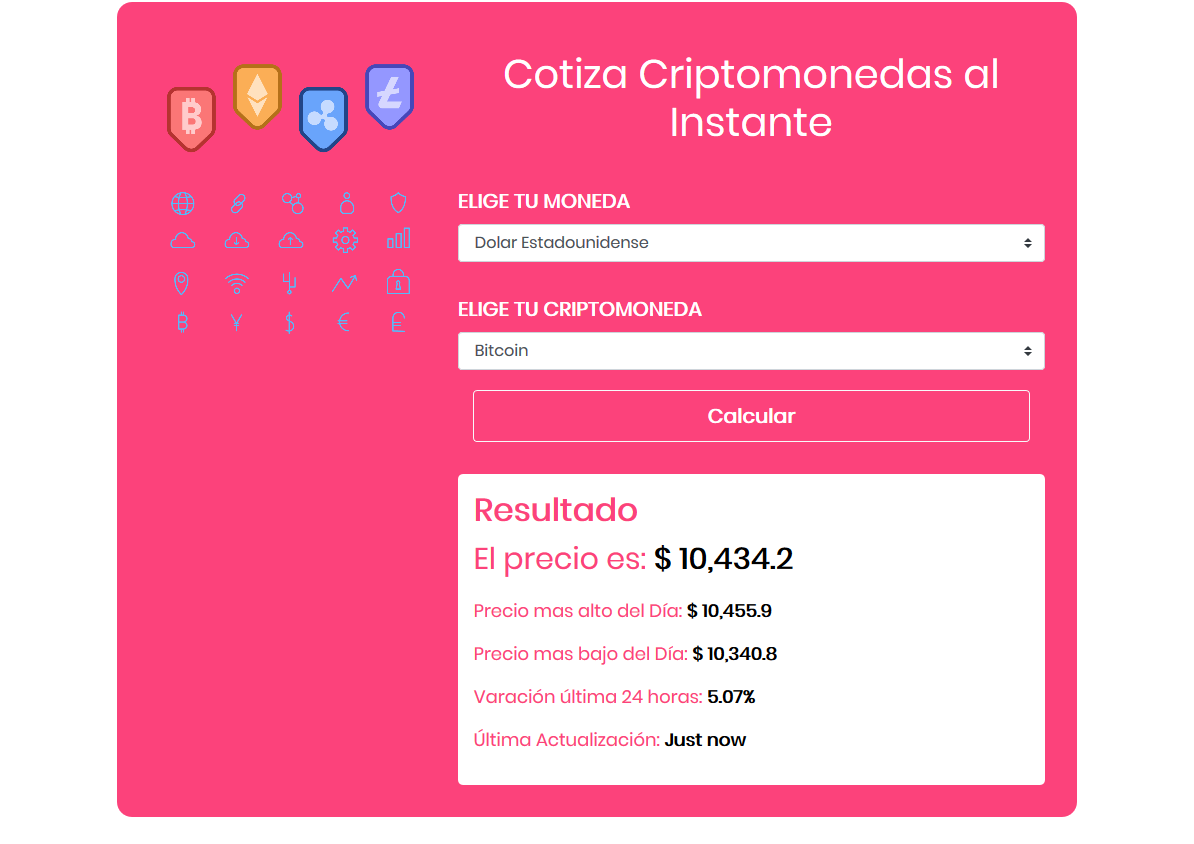 Cotiza Criptomonedas al
Instante
ELIGE TU MONEDA
Dolar Estadounidense
ELIGE TU CRIPTOMONEDA
Bitcoin
Calcular
Resultado
El precio es: $ 10,434.2
Precio mas alto del Día: $ 10,455.9
Precio mas bajo del Día: $ 10,340.8
Varación última 24 horas: 5.07%
Última Actualización: Just now